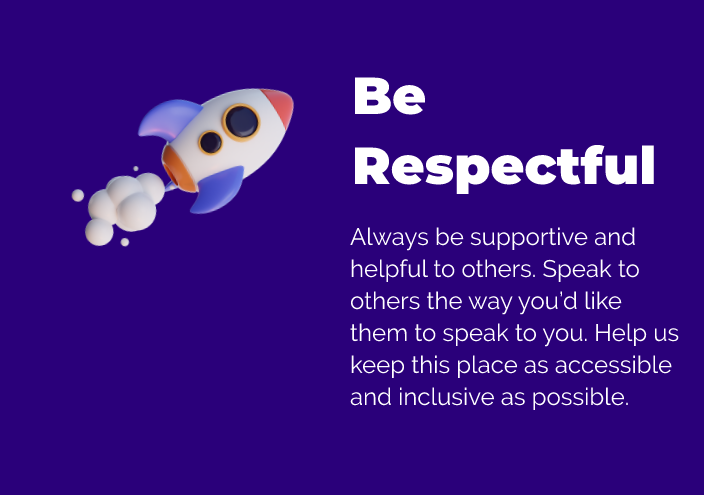 Be
Respectful
Always be supportive and
helpful to others. Speak to
others the way you'd like
them to speak to you. Help us
keep this place as accessible
and inclusive as possible.